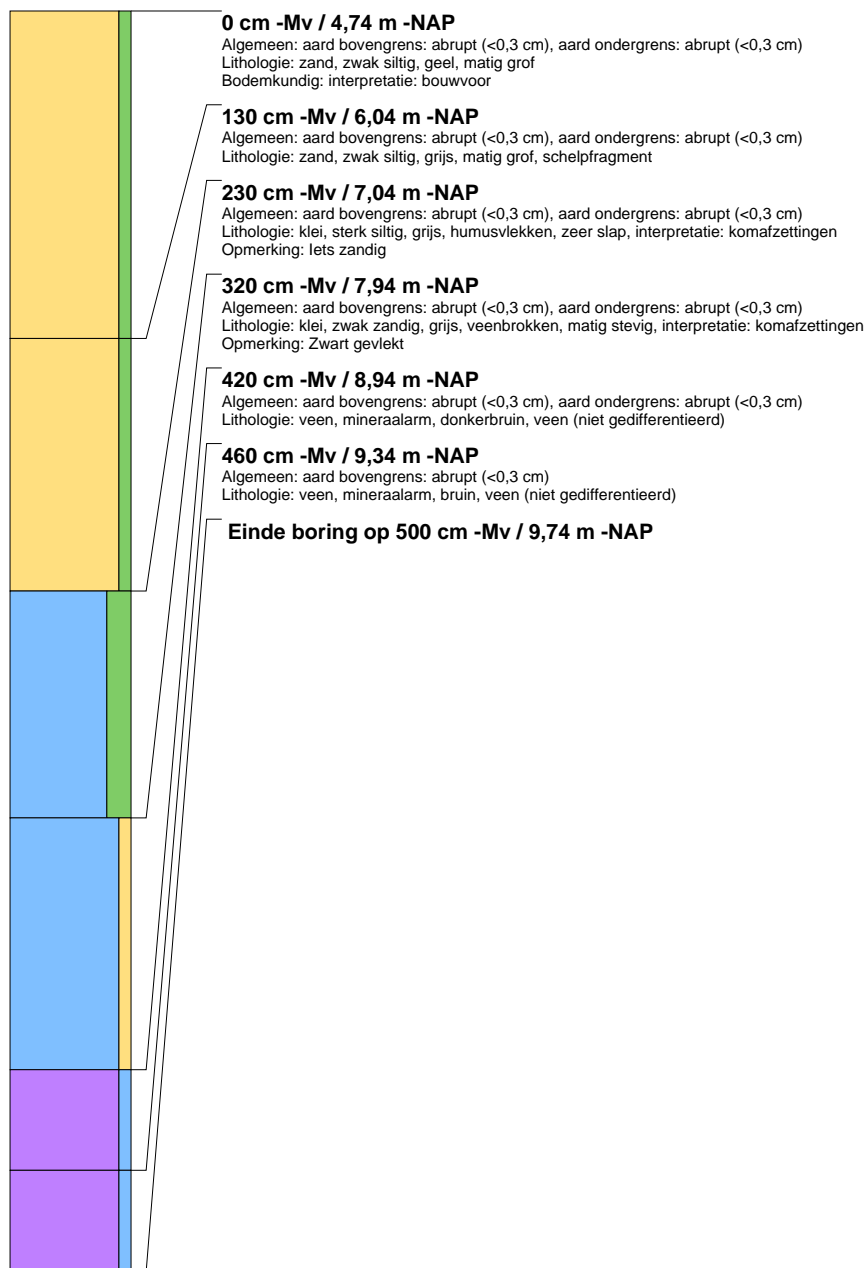 0 cm -Mv / 4,74 m -NAP
Algemeen: aard bovengrens: abrupt (<0,3 cm), aard ondergrens: abrupt (<0,3 cm)
Lithologie: zand, zwak siltig, geel, matig grof
Bodemkundig: interpretatie: bouwvoor
130 cm -Mv / 6,04 m -NAP
Algemeen: aard bovengrens: abrupt (<0,3 cm), aard ondergrens: abrupt (<0,3 cm)
Lithologie: zand, zwak siltig, grijs, matig grof, schelpfragment
230 cm -Mv / 7,04 m -NAP
Algemeen: aard bovengrens: abrupt (<0,3 cm), aard ondergrens: abrupt (<0,3 cm)
Lithologie: klei, sterk siltig, grijs, humusvlekken, zeer slap, interpretatie: komafzettingen
Opmerking: Iets zandig
320 cm -Mv / 7,94 m -NAP
Algemeen: aard bovengrens: abrupt (<0,3 cm), aard ondergrens: abrupt (<0,3 cm)
Lithologie: klei, zwak zandig, grijs, veenbrokken, matig stevig, interpretatie: komafzettingen
Opmerking: Zwart gevlekt
420 cm -Mv / 8,94 m -NAP
Algemeen: aard bovengrens: abrupt (<0,3 cm), aard ondergrens: abrupt (<0,3 cm)
Lithologie: veen, mineraalarm, donkerbruin, veen (niet gedifferentieerd)
460 cm -Mv / 9,34 m -NAP
Algemeen: aard bovengrens: abrupt (<0,3 cm)
Lithologie: veen, mineraalarm, bruin, veen (niet gedifferentieerd)
Einde boring op 500 cm -Mv / 9,74 m -NAP